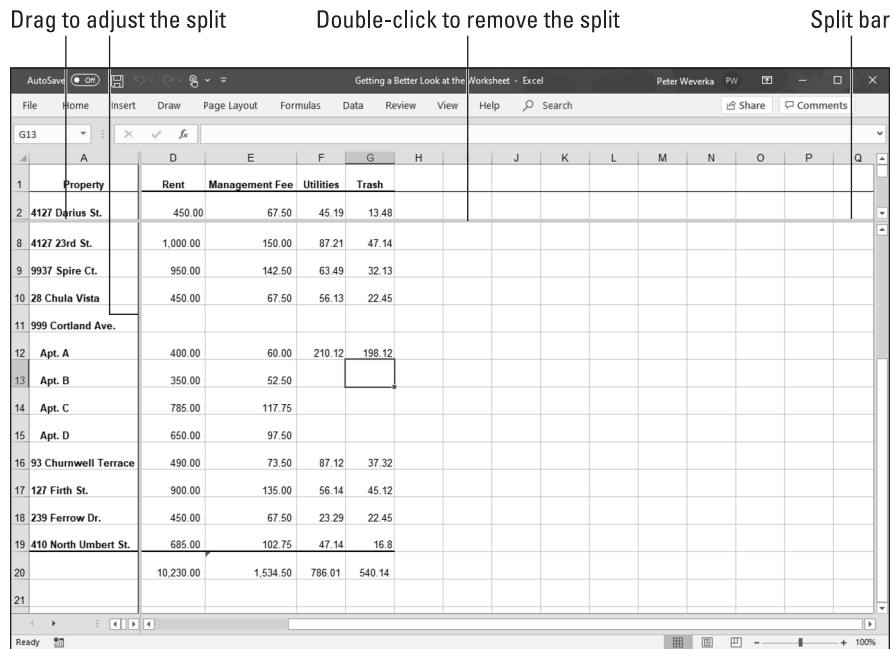 Drag to adjust the split Double-click to remove the split Split bar
AutoSave Off Getting a Better Look at the Worksheet - Excel Peter Weverka PW
File Home Insert Draw Page Layout Formulas Data Review View Help Search Share Comments
G13 fx
A D E F G H I J K L M N O P Q
1 Property Rent Management Fee Utilities Trash
2 4127 Darius St. 450.00 67.50 45.19 13.48
8 4127 23rd St. 1,000.00 150.00 87.21 47.14
9 9937 Spire Ct. 950.00 142.50 63.49 32.13
10 28 Chula Vista 450.00 67.50 56.13 22.45
11 999 Cortland Ave.
12 Apt. A 400.00 60.00 210.12 198.12
13 Apt. B 350.00 52.50
14 Apt. C 785.00 117.75
15 Apt. D 650.00 97.50
16 93 Churnwell Terrace 490.00 73.50 87.12 37.32
17 127 Firth St. 900.00 135.00 56.14 45.12
18 239 Ferrow Dr. 450.00 67.50 23.29 22.45
19 410 North Umbert St. 685.00 102.75 47.14 16.8
20 10,230.00 1,534.50 786.01 540.14
21
Ready 100%